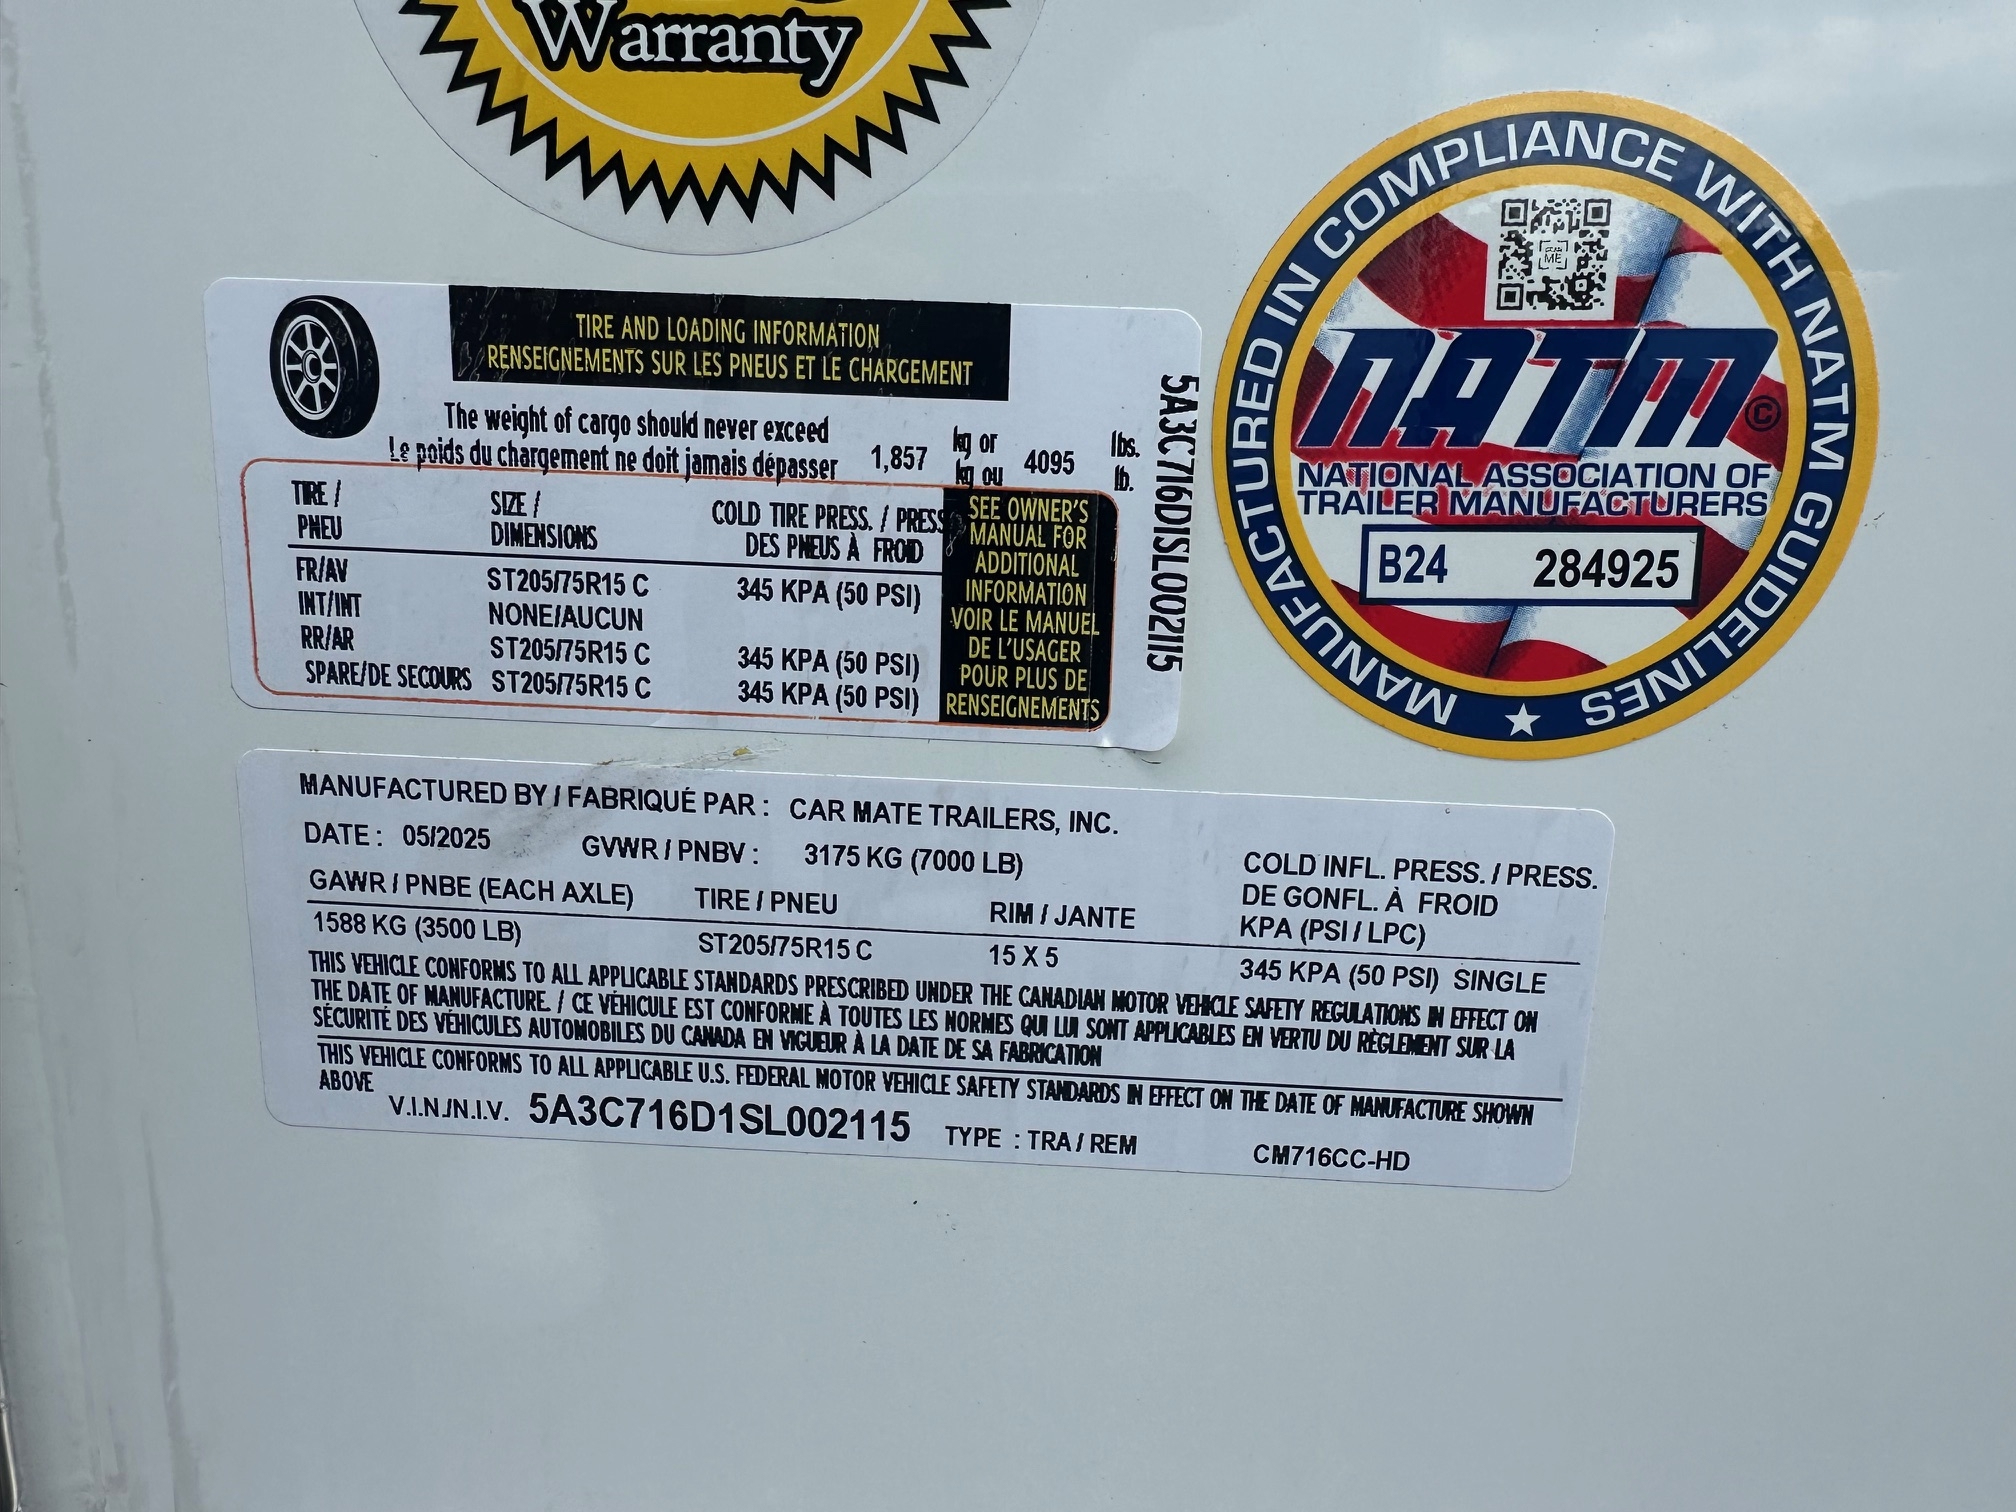 Warranty
TIRE AND LOADING INFORMATION
RENSEIGNEMENTS SUR LES PNEUS ET LE CHARGEMENT
The weight of cargo should never exceed
Le poids du chargement ne doit jamais dépasser
1,857 kg or
kg ou 4095 lbs.
lb.
TIRE /
PNEU
SIZE /
DIMENSIONS
COLD TIRE PRESS. / PRESS
DES PNEUS À FROID
FR/AV ST205/75R15 C 345 KPA (50 PSI)
INT/INT NONE/AUCUN
RR/AR ST205/75R15 C 345 KPA (50 PSI)
SPARE/DE SECOURS ST205/75R15 C 345 KPA (50 PSI)
SEE OWNER'S
MANUAL FOR
ADDITIONAL
INFORMATION
VOIR LE MANUEL
DE L'USAGER
POUR PLUS DE
RENSEIGNEMENTS
5A3C716D1SL002115
MANUFACTURED IN COMPLIANCE WITH NATM GUIDELINES
ME
NATM ©
NATIONAL ASSOCIATION OF
TRAILER MANUFACTURERS
B24 284925
MANUFACTURED BY / FABRIQUÉ PAR : CAR MATE TRAILERS, INC.
DATE : 05/2025 GVWR / PNBV : 3175 KG (7000 LB)
GAWR / PNBE (EACH AXLE) TIRE / PNEU RIM / JANTE
COLD INFL. PRESS. / PRESS.
DE GONFL. À FROID
KPA (PSI / LPC)
1588 KG (3500 LB) ST205/75R15 C 15 X 5 345 KPA (50 PSI) SINGLE
THIS VEHICLE CONFORMS TO ALL APPLICABLE STANDARDS PRESCRIBED UNDER THE CANADIAN MOTOR VEHICLE SAFETY REGULATIONS IN EFFECT ON
THE DATE OF MANUFACTURE. / CE VÉHICULE EST CONFORME À TOUTES LES NORMES QUI LUI SONT APPLICABLES EN VERTU DU RÈGLEMENT SUR LA
SÉCURITÉ DES VÉHICULES AUTOMOBILES DU CANADA EN VIGUEUR À LA DATE DE SA FABRICATION
THIS VEHICLE CONFORMS TO ALL APPLICABLE U.S. FEDERAL MOTOR VEHICLE SAFETY STANDARDS IN EFFECT ON THE DATE OF MANUFACTURE SHOWN
ABOVE
V.I.N./N.I.V. 5A3C716D1SL002115 TYPE : TRA / REM CM716CC-HD